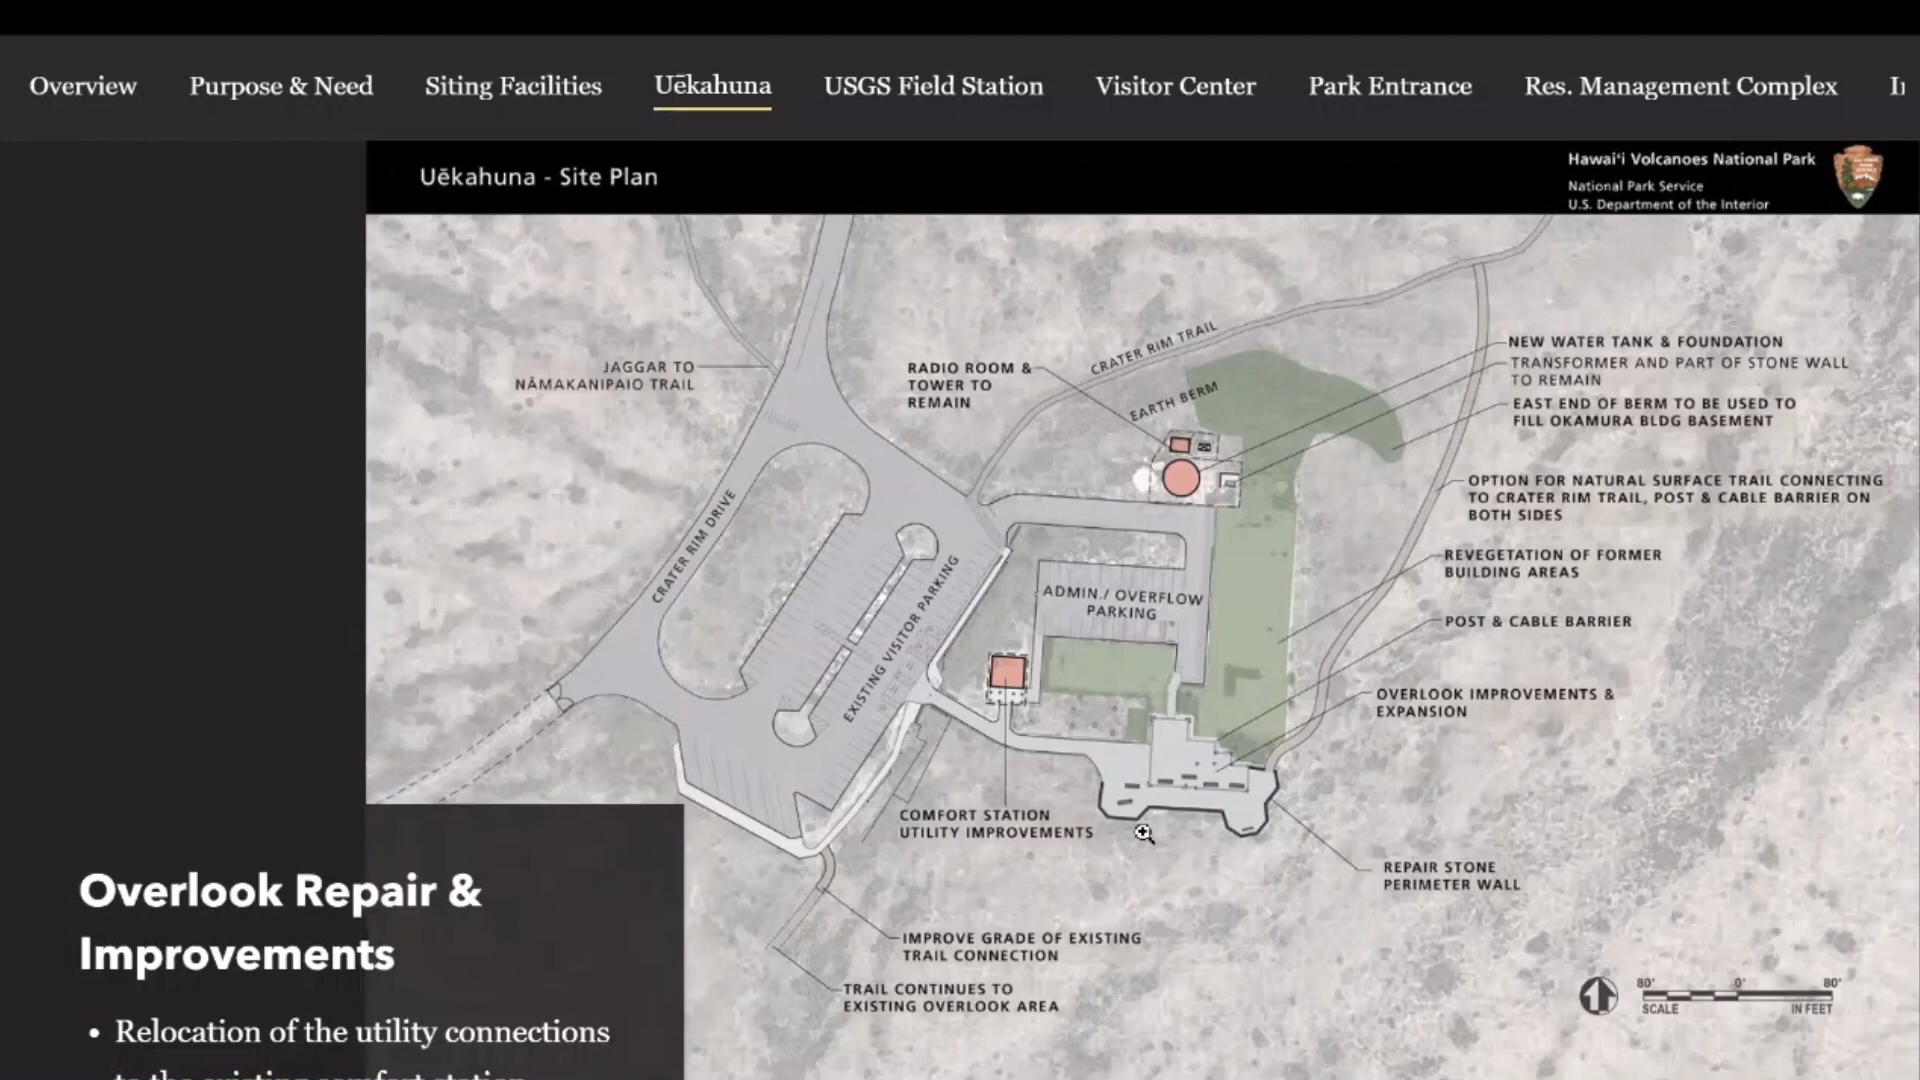 Overview Purpose & Need Siting Facilities Uēkahuna USGS Field Station Visitor Center Park Entrance Res. Management Complex
Uēkahuna - Site Plan
Hawaiʻi Volcanoes National Park
National Park Service
U.S. Department of the Interior
JAGGAR TO
NĀMAKANIPAIO TRAIL
RADIO ROOM &
TOWER TO
REMAIN
CRATER RIM TRAIL
EARTH BERM
NEW WATER TANK & FOUNDATION
TRANSFORMER AND PART OF STONE WALL
TO REMAIN
EAST END OF BERM TO BE USED TO
FILL OKAMURA BLDG BASEMENT
OPTION FOR NATURAL SURFACE TRAIL CONNECTING
TO CRATER RIM TRAIL, POST & CABLE BARRIER ON
BOTH SIDES
CRATER RIM DRIVE
EXISTING VISITOR PARKING
ADMIN./ OVERFLOW
PARKING
REVEGETATION OF FORMER
BUILDING AREAS
POST & CABLE BARRIER
OVERLOOK IMPROVEMENTS &
EXPANSION
COMFORT STATION
UTILITY IMPROVEMENTS
REPAIR STONE
PERIMETER WALL
IMPROVE GRADE OF EXISTING
TRAIL CONNECTION
TRAIL CONTINUES TO
EXISTING OVERLOOK AREA
80' 0' 80'
SCALE IN FEET
Overlook Repair &
Improvements
• Relocation of the utility connections
to the existing comfort station